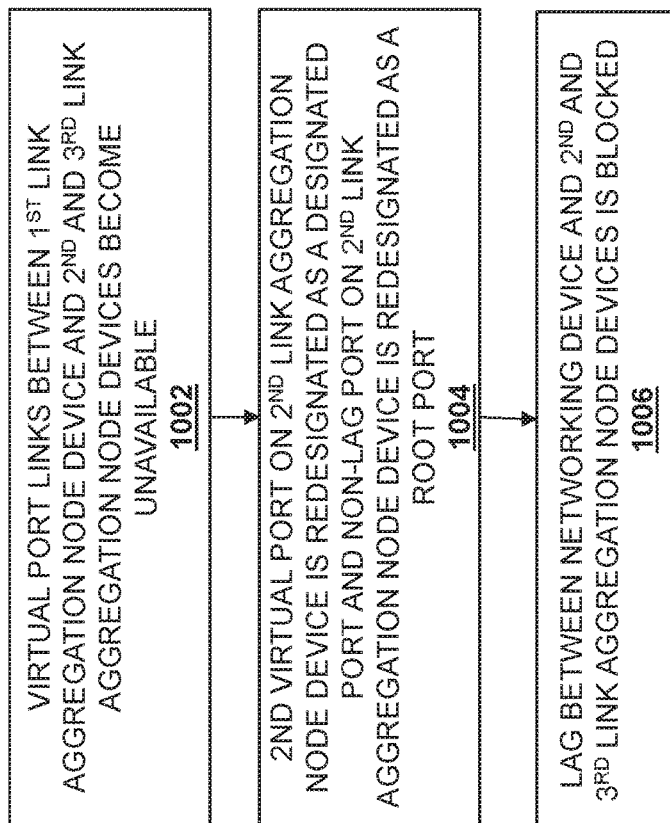 VIRTUAL PORT LINKS BETWEEN 1ST LINK
AGGREGATION NODE DEVICE AND 2ND AND 3RD LINK
AGGREGATION NODE DEVICES BECOME
UNAVAILABLE
1002
2ND VIRTUAL PORT ON 2ND LINK AGGREGATION
NODE DEVICE IS REDESIGNATED AS A DESIGNATED
PORT AND NON-LAG PORT ON 2ND LINK
AGGREGATION NODE DEVICE IS REDESIGNATED AS A
ROOT PORT
1004
LAG BETWEEN NETWORKING DEVICE AND 2ND AND
3RD LINK AGGREGATION NODE DEVICES IS BLOCKED
1006